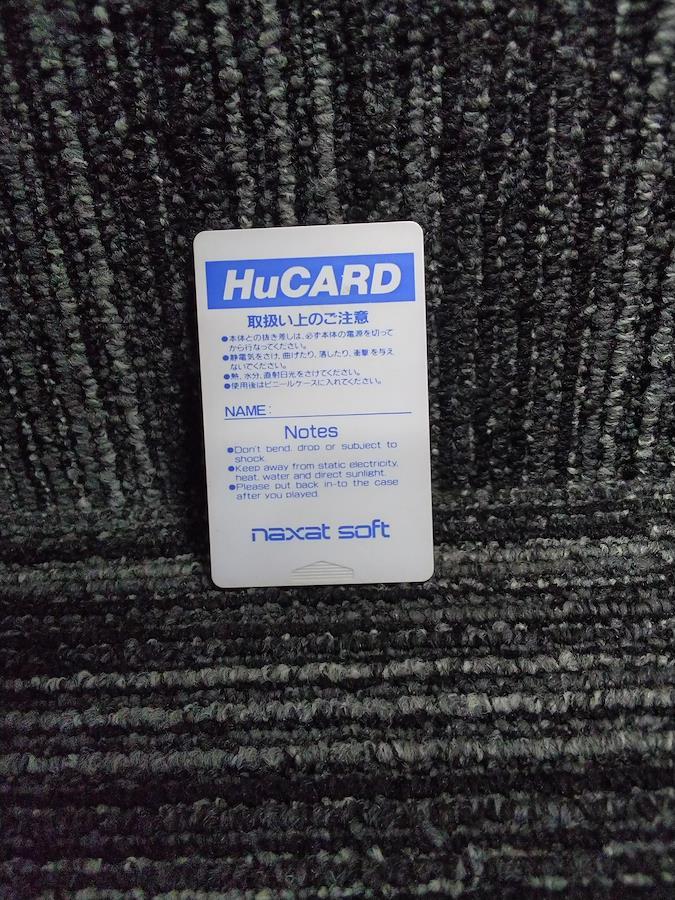 HuCARD
取扱い上のご注意
●本体との抜き差しは、必ず本体の電源を切って
から行なってください。
●静電気をさけ、曲げたり、落したり、衝撃を与え
ないでください。
●熱、水分、直射日光をさけてください。
●使用後はビニールケースに入れてください。
NAME:
Notes
●Don't bend, drop or subject to
shock.
●Keep away from static electricity,
heat, water and direct sunlight.
●Please put back in-to the case
after you played.
naxat soft